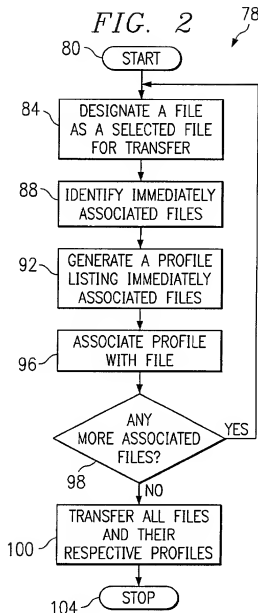 FIG. 2
78
80
START
84
DESIGNATE A FILE
AS A SELECTED FILE
FOR TRANSFER
88
IDENTIFY IMMEDIATELY
ASSOCIATED FILES
92
GENERATE A PROFILE
LISTING IMMEDIATELY
ASSOCIATED FILES
96
ASSOCIATE PROFILE
WITH FILE
ANY
MORE ASSOCIATED
FILES?
YES
98
NO
100
TRANSFER ALL FILES
AND THEIR
RESPECTIVE PROFILES
104
STOP